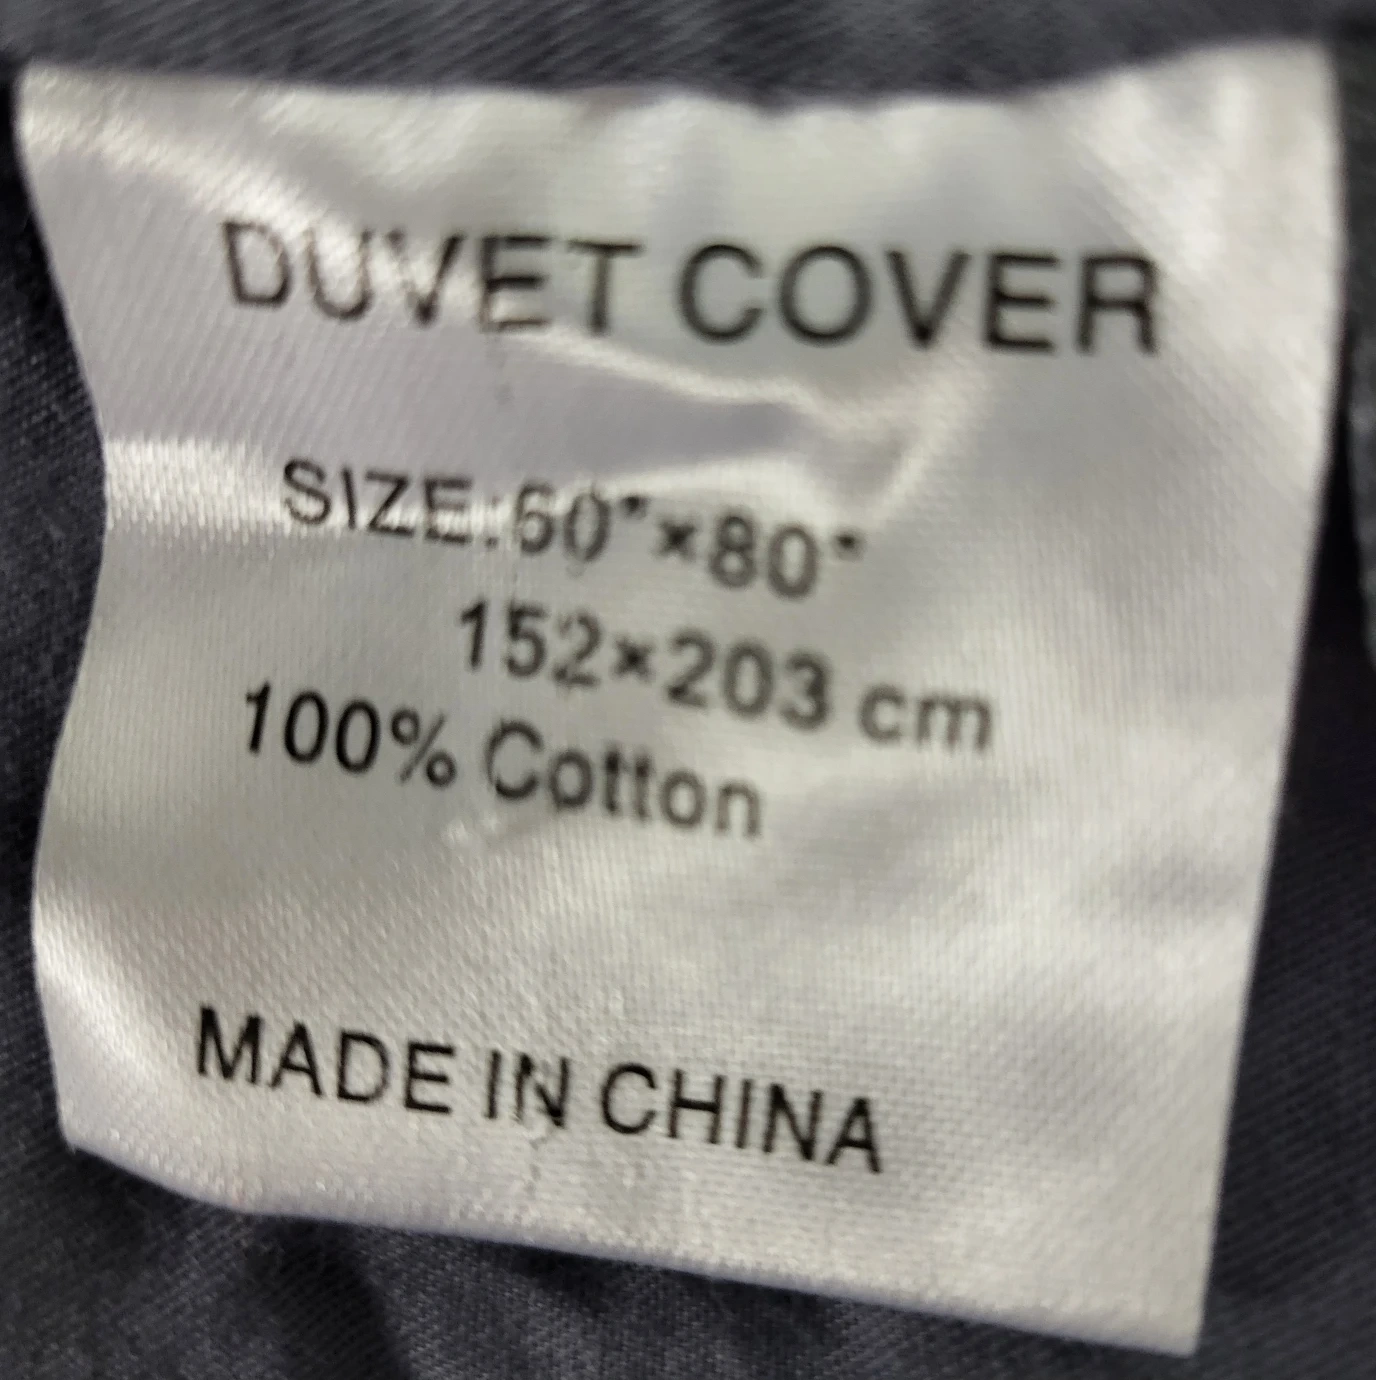 DUVET COVER
SIZE:60"×80"
152×203 cm
100% Cotton
MADE IN CHINA